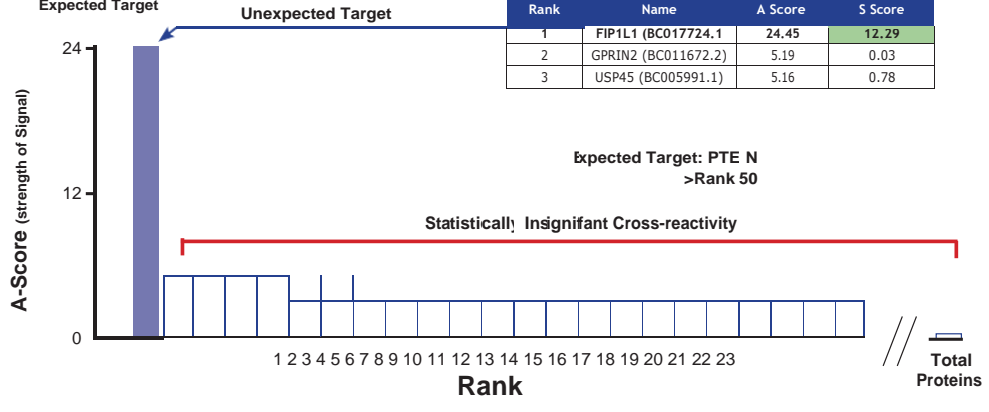 Expected Target
Unexpected Target
Rank Name A Score S Score
1 FIP1L1 (BC017724.1 24.45 12.29
2 GPRIN2 (BC011672.2) 5.19 0.03
3 USP45 (BC005991.1) 5.16 0.78
24
12
0
A-Score (strength of Signal)
Expected Target: PTE N
>Rank 50
Statistically Insignifant Cross-reactivity
1 2 3 4 5 6 7 8 9 10 11 12 13 14 15 16 17 18 19 20 21 22 23
Rank
Total
Proteins